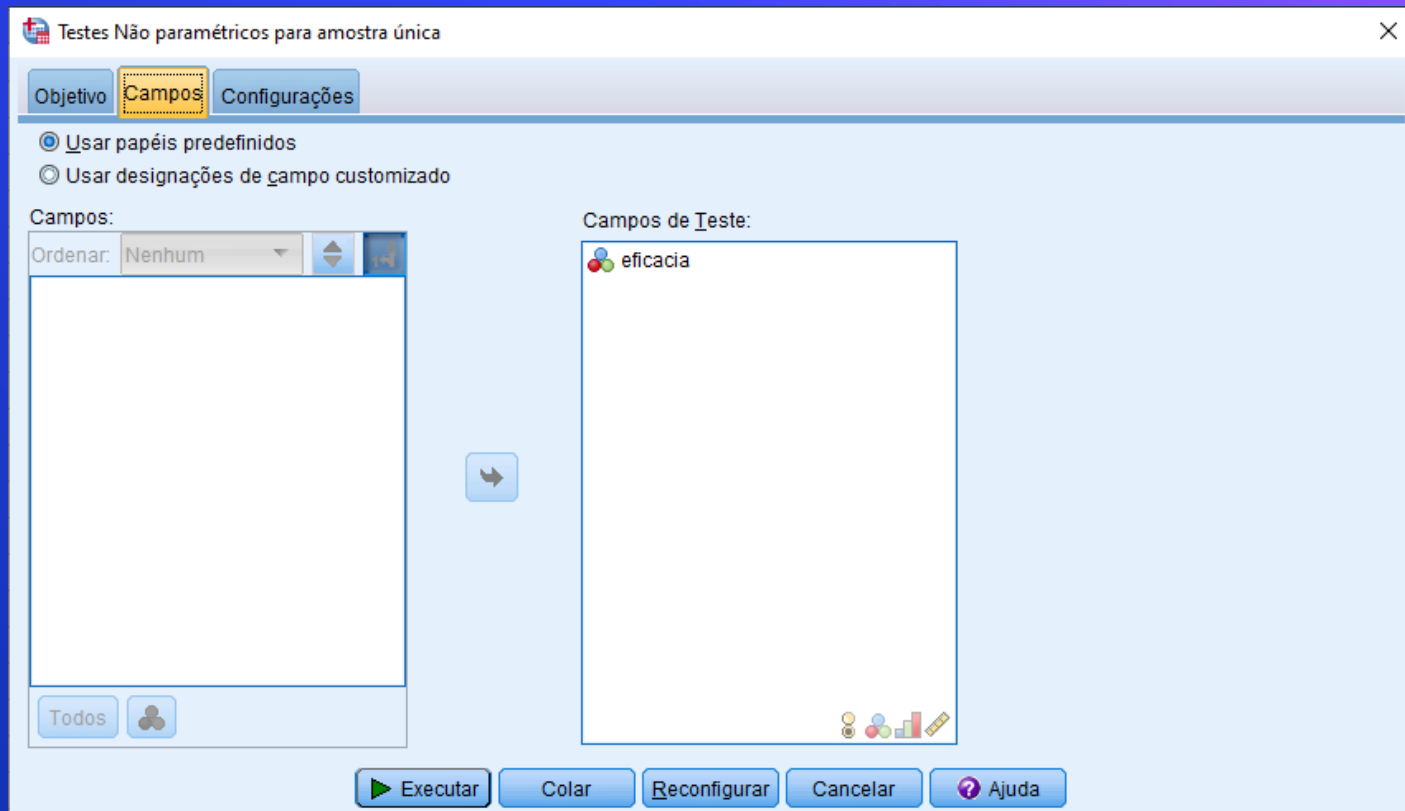 Testes Não paramétricos para amostra única
Objetivo Campos Configurações
Usar papéis predefinidos
Usar designações de campo customizado
Campos:
Ordenar: Nenhum
Campos de Teste:
eficacia
Todos
Executar Colar Reconfigurar Cancelar Ajuda